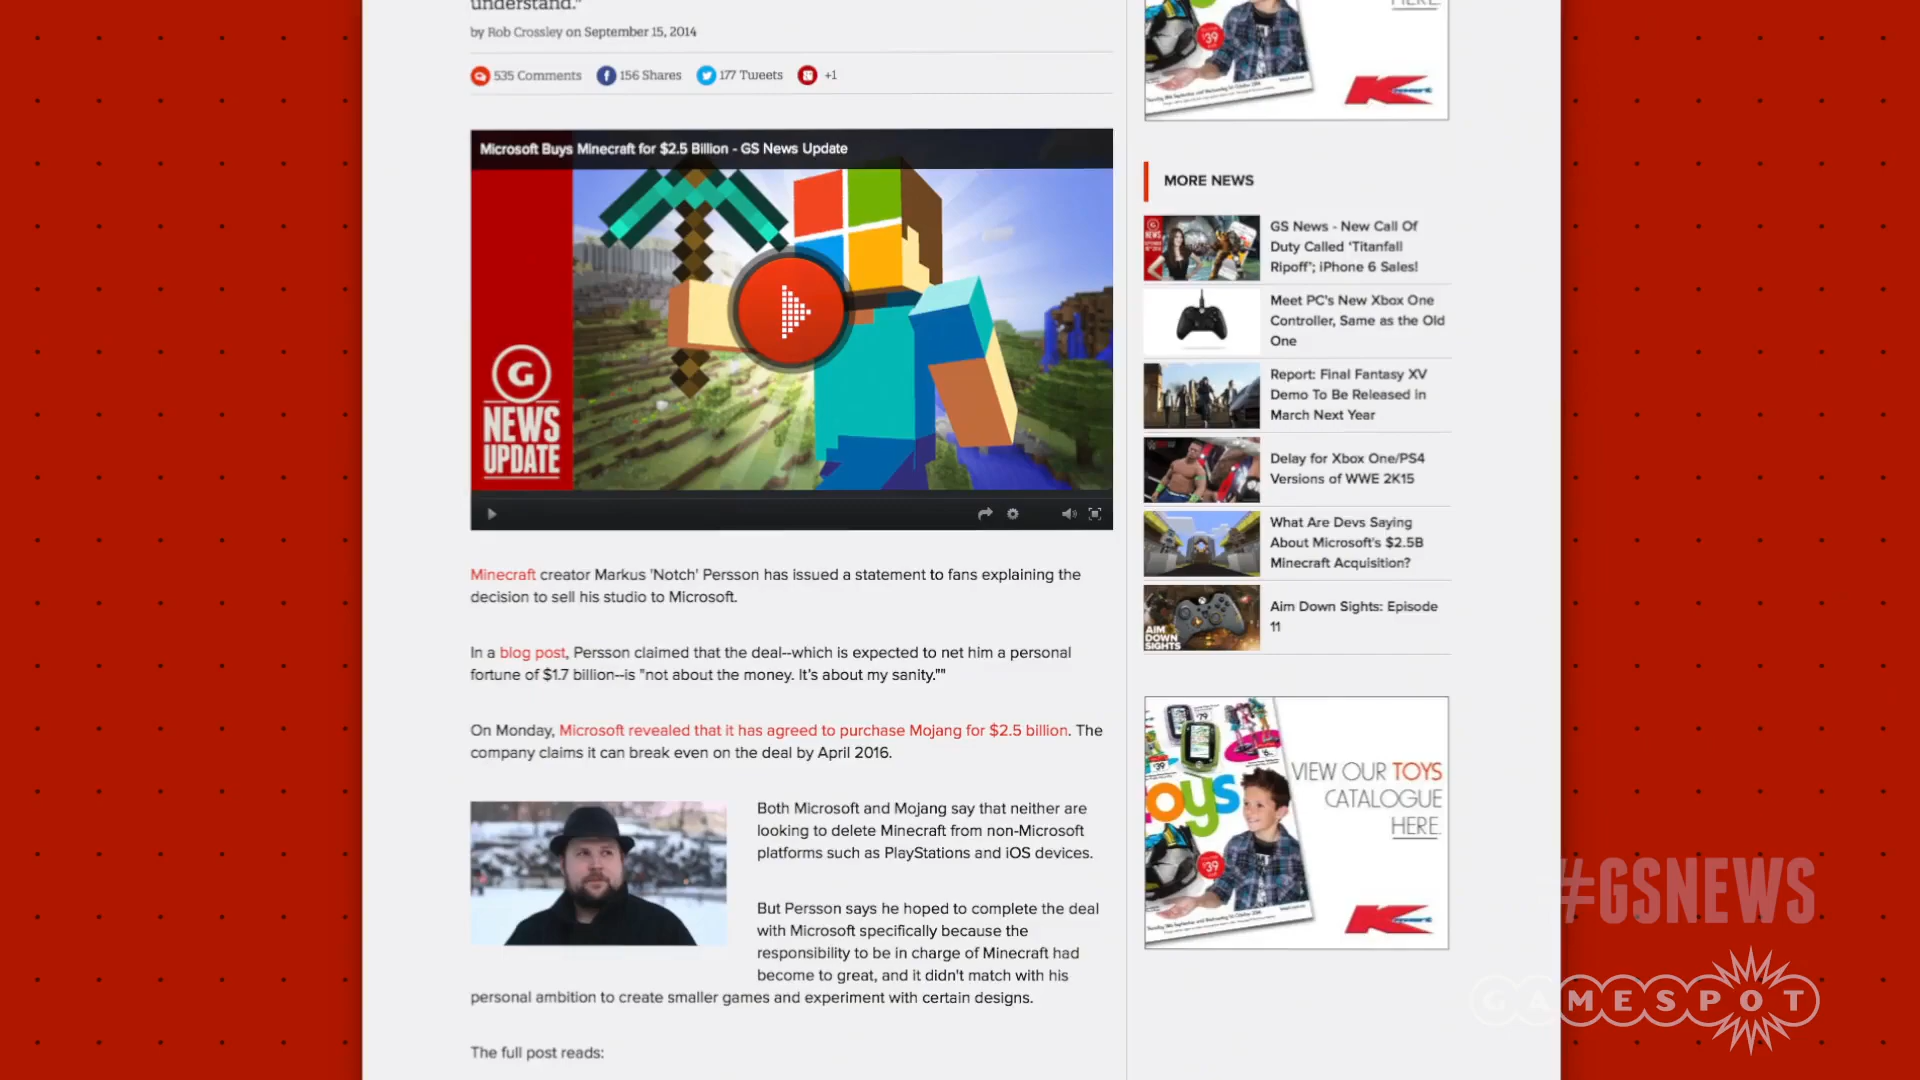 understand."
by Rob Crossley on September 15, 2014
535 Comments
156 Shares
177 Tweets
+1
Microsoft Buys Minecraft for $2.5 Billion - GS News Update
G
NEWS
UPDATE
Minecraft creator Markus 'Notch' Persson has issued a statement to fans explaining the
decision to sell his studio to Microsoft.
In a blog post, Persson claimed that the deal--which is expected to net him a personal
fortune of $1.7 billion--is "not about the money. It's about my sanity.""
On Monday, Microsoft revealed that it has agreed to purchase Mojang for $2.5 billion. The
company claims it can break even on the deal by April 2016.
Both Microsoft and Mojang say that neither are
looking to delete Minecraft from non-Microsoft
platforms such as PlayStations and iOS devices.
But Persson says he hoped to complete the deal
with Microsoft specifically because the
responsibility to be in charge of Minecraft had
become to great, and it didn't match with his
personal ambition to create smaller games and experiment with certain designs.
The full post reads:
HERE.
$39
K
MORE NEWS
GS News - New Call Of
Duty Called ‘Titanfall
Ripoff’; iPhone 6 Sales!
Meet PC's New Xbox One
Controller, Same as the Old
One
Report: Final Fantasy XV
Demo To Be Released in
March Next Year
Delay for Xbox One/PS4
Versions of WWE 2K15
What Are Devs Saying
About Microsoft's $2.5B
Minecraft Acquisition?
AIM
DOWN
SIGHTS
Aim Down Sights: Episode
11
$39
oys
VIEW OUR TOYS
CATALOGUE
HERE.
$39
K
#GSNEWS
GAMESPOT